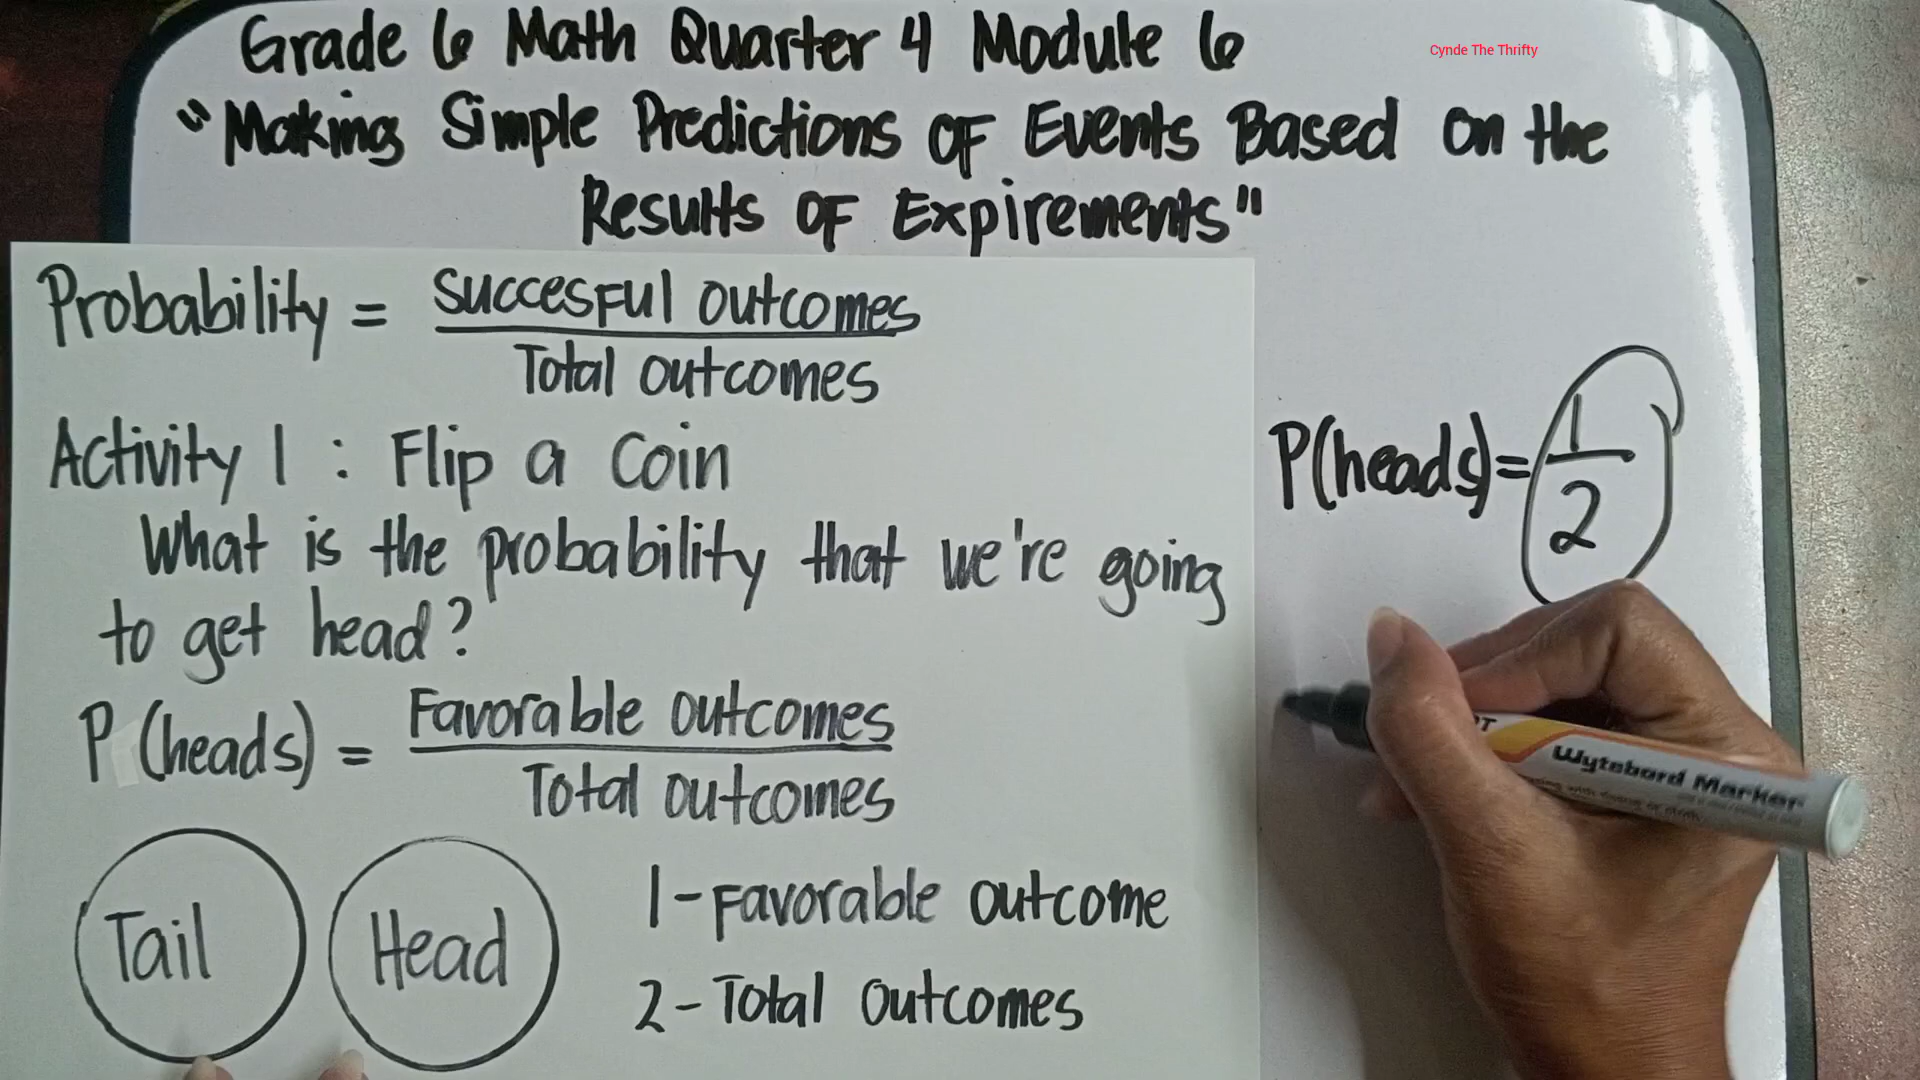 Grade 6 Math Quarter 4 Module 6
Cynde The Thrifty
"Making Simple Predictions OF Events Based on the
Results OF Expirements"
Probability = Succesful outcomes
Total outcomes
Activity 1 : Flip a Coin
What is the probability that we're going
to get head?
P (heads) = Favorable outcomes
Total outcomes
Tail
Head
1 - Favorable outcome
2 - Total outcomes
P(heads) = 1
2
Wytebord Marker